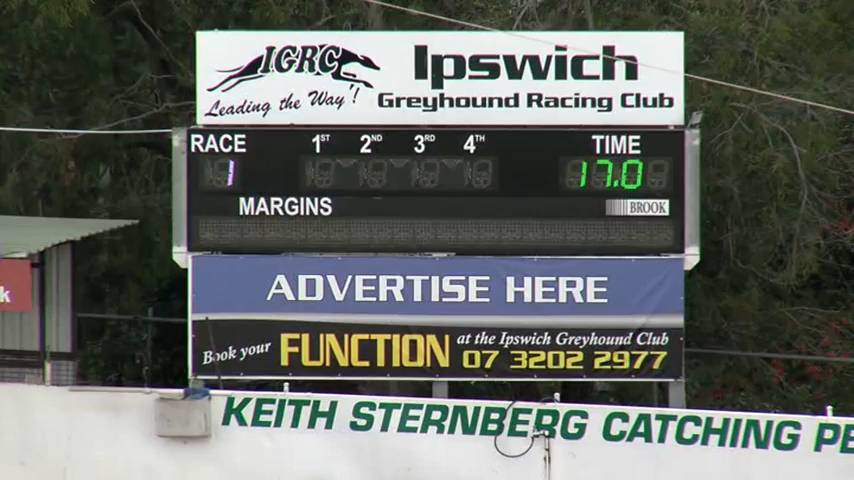 IGRC
Leading the Way!
Ipswich
Greyhound Racing Club
RACE 1ST 2ND 3RD 4TH TIME
1 17.0
MARGINS BROOK
ADVERTISE HERE
Book your FUNCTION at the Ipswich Greyhound Club
07 3202 2977
k
KEITH STERNBERG CATCHING PE